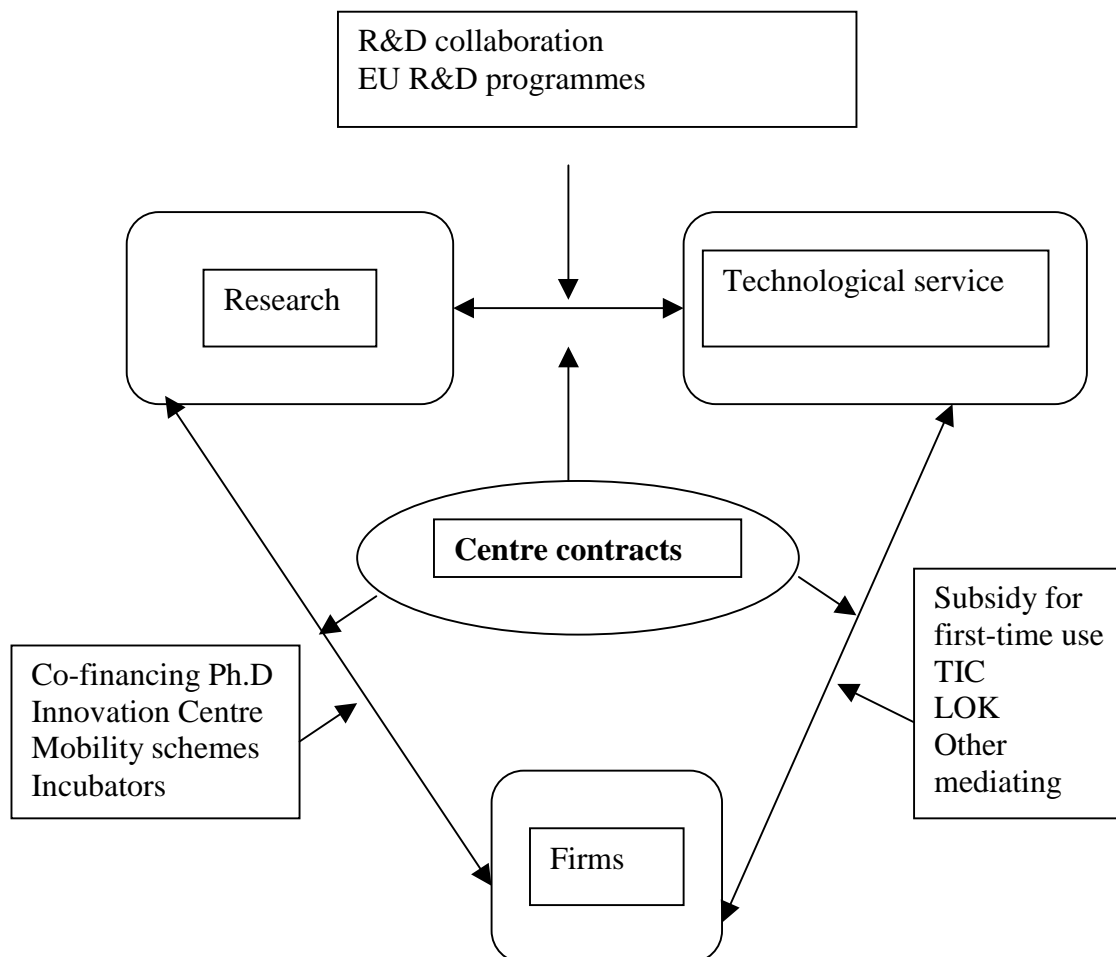 R&D collaboration
EU R&D programmes
Research
Technological service
Centre contracts
Co-financing Ph.D
Innovation Centre
Mobility schemes
Incubators
Subsidy for
first-time use
TIC
LOK
Other
mediating
Firms